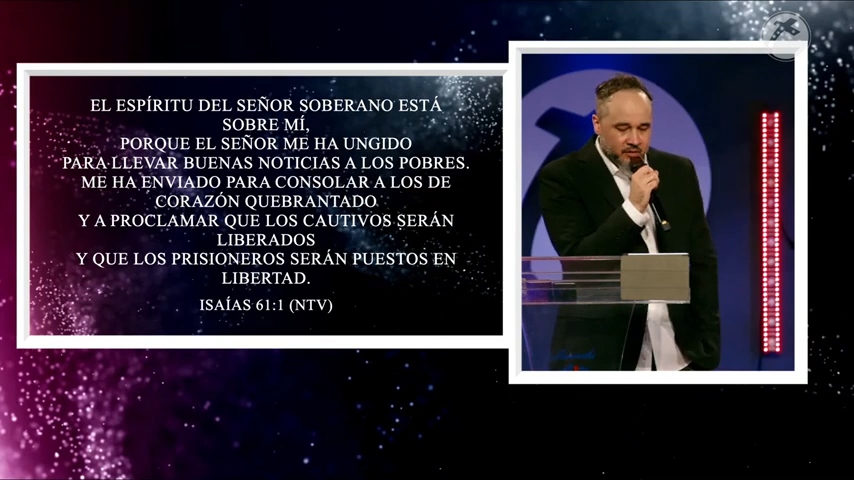 EL ESPÍRITU DEL SEÑOR SOBERANO ESTÁ
SOBRE MÍ,
PORQUE EL SEÑOR ME HA UNGIDO
PARA LLEVAR BUENAS NOTICIAS A LOS POBRES.
ME HA ENVIADO PARA CONSOLAR A LOS DE
CORAZÓN QUEBRANTADO
Y A PROCLAMAR QUE LOS CAUTIVOS SERÁN
LIBERADOS
Y QUE LOS PRISIONEROS SERÁN PUESTOS EN
LIBERTAD.
ISAÍAS 61:1 (NTV)